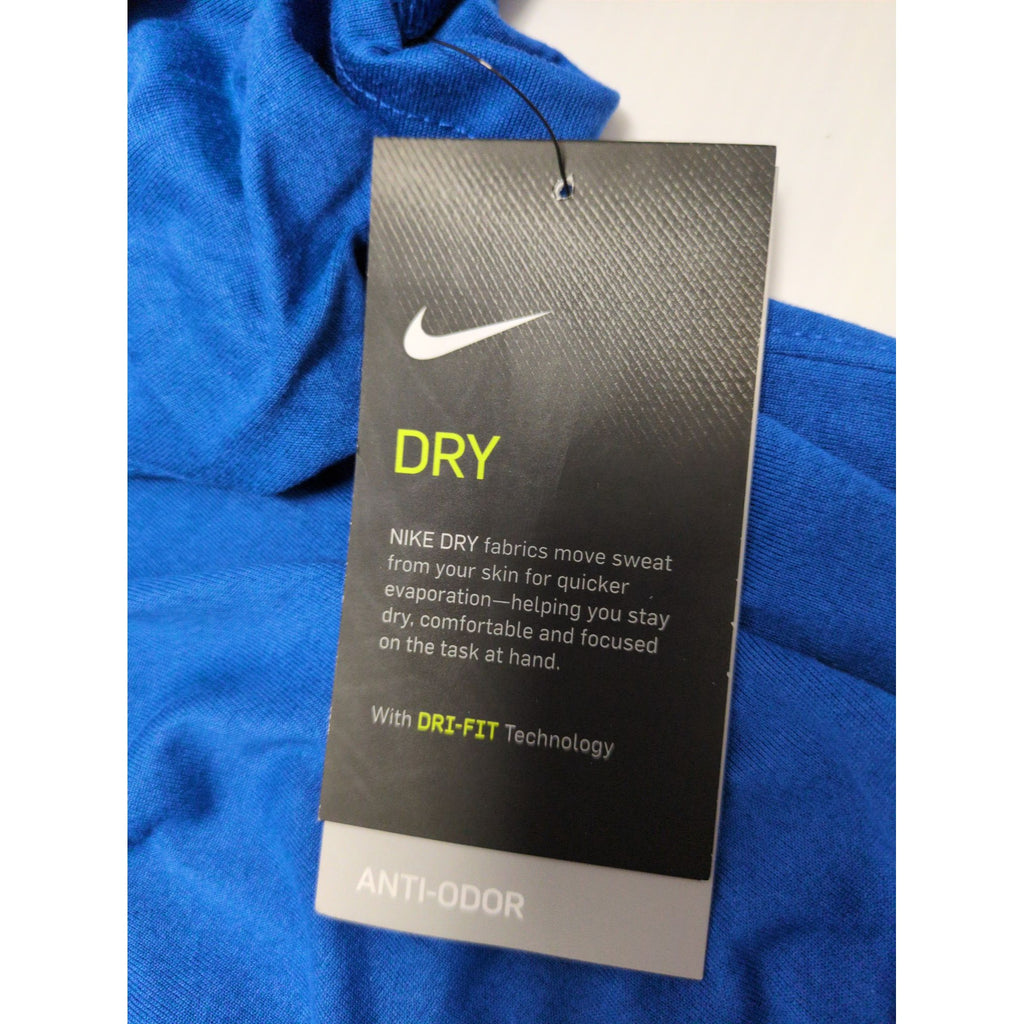 DRY
NIKE DRY fabrics move sweat
from your skin for quicker
evaporation—helping you stay
dry, comfortable and focused
on the task at hand.
With DRI-FIT Technology
ANTI-ODOR